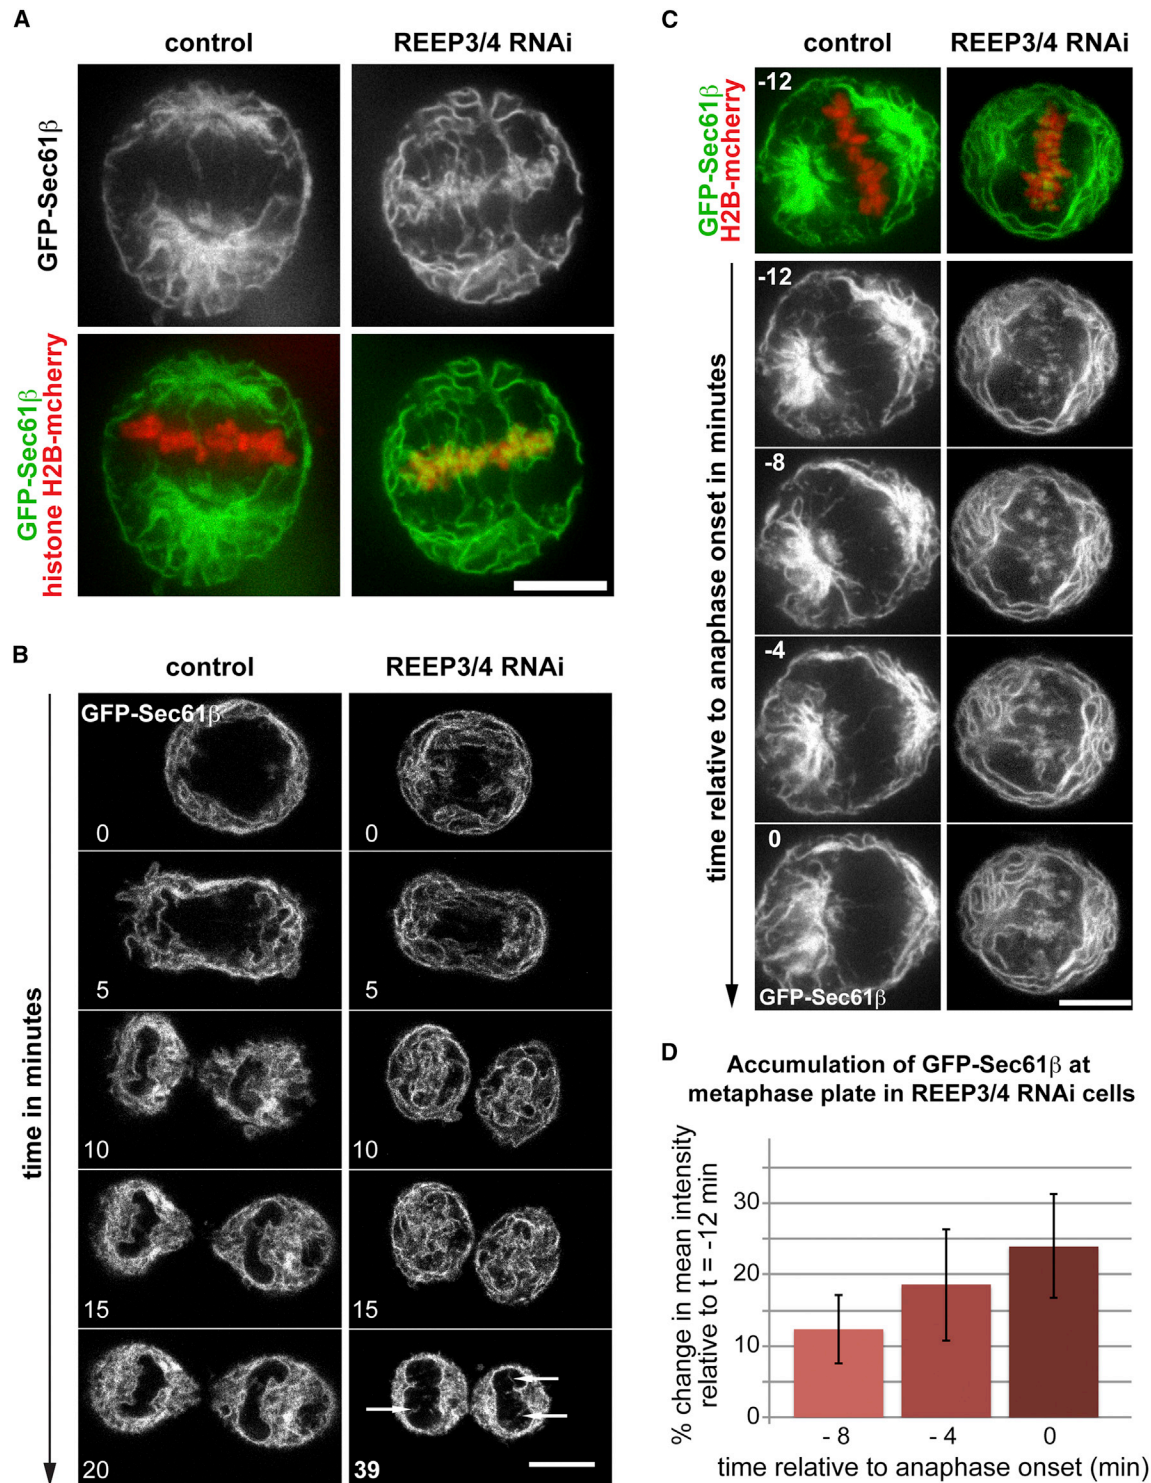 A
control
REEP3/4 RNAi
GFP-Sec61β
GFP-Sec61β
histone H2B-mcherry
B
control
REEP3/4 RNAi
time in minutes
GFP-Sec61β
0
0
5
5
10
10
15
15
20
39
C
control
REEP3/4 RNAi
GFP-Sec61β
H2B-mcherry
-12
time relative to anaphase onset in minutes
-12
-8
-4
0
GFP-Sec61β
D
Accumulation of GFP-Sec61β at
metaphase plate in REEP3/4 RNAi cells
% change in mean intensity
relative to t = -12 min
30
20
10
0
- 8
- 4
0
time relative to anaphase onset (min)